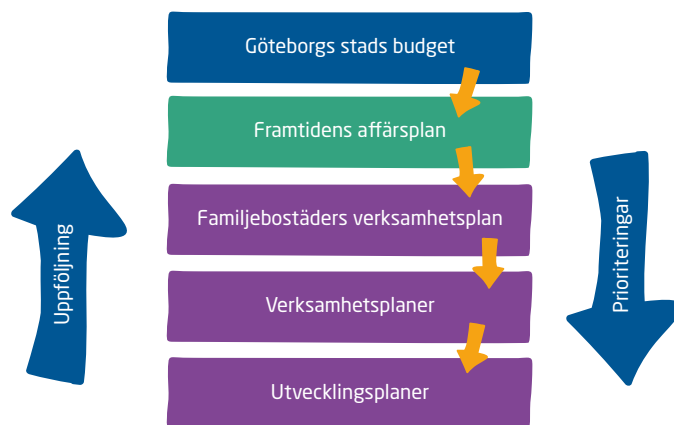 Göteborgs stads budget
Framtidens affärsplan
Familjebostäders verksamhetsplan
Verksamhetsplaner
Utvecklingsplaner
Uppföljning
Prioriteringar